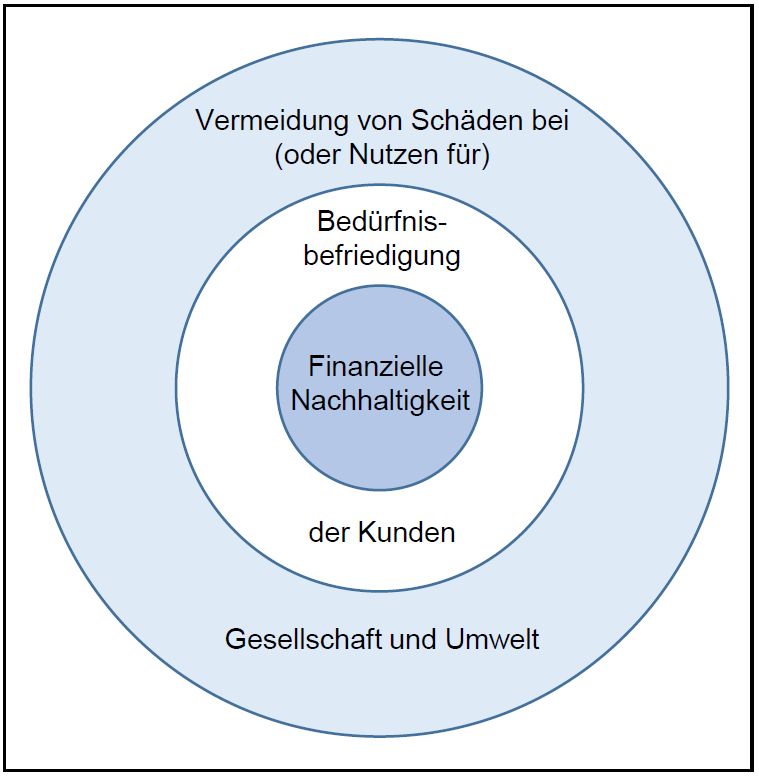 Vermeidung von Schäden bei
(oder Nutzen für)
Bedürfnis-
befriedigung
Finanzielle
Nachhaltigkeit
der Kunden
Gesellschaft und Umwelt